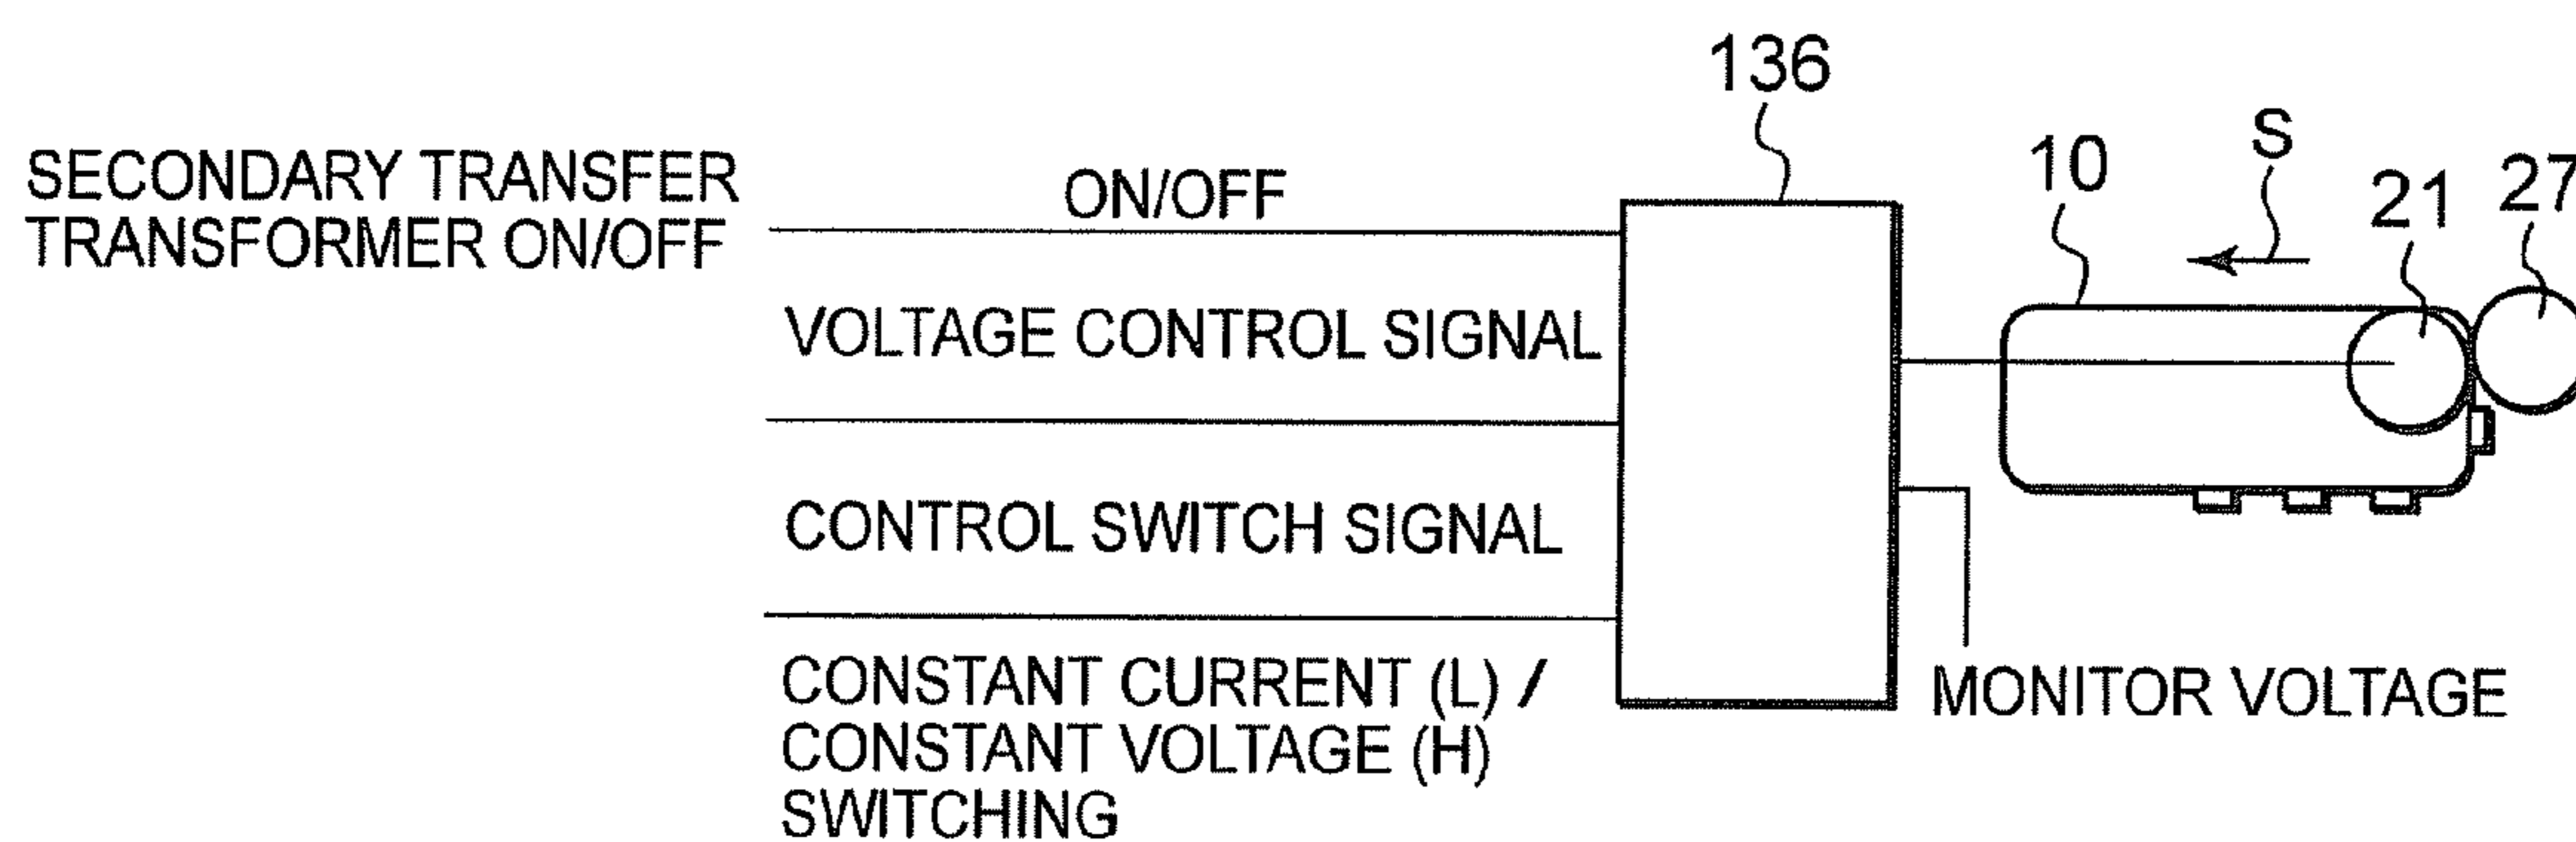 SECONDARY TRANSFER
TRANSFORMER ON/OFF
ON/OFF
VOLTAGE CONTROL SIGNAL
CONTROL SWITCH SIGNAL
CONSTANT CURRENT (L) /
CONSTANT VOLTAGE (H)
SWITCHING
136
10
S
21
27
MONITOR VOLTAGE